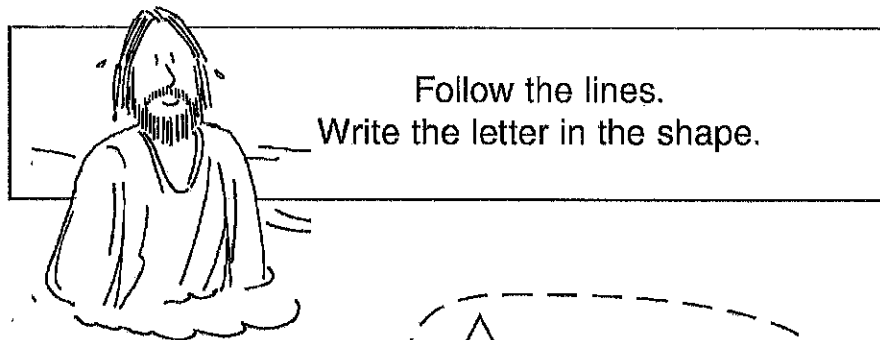 Follow the lines.
Write the letter in the shape.